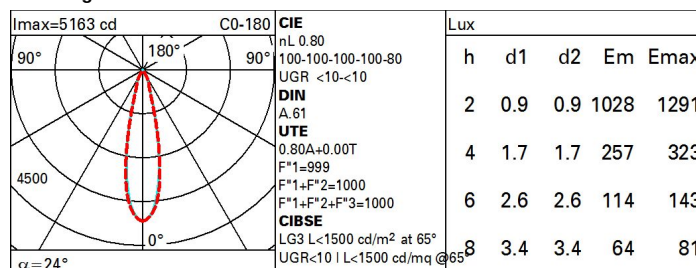 Imax=5163 cd C0-180
90° 180° 90°
4500
0°
α=24°
CIE
nL 0.80
100-100-100-100-80
UGR <10-<10
DIN
A.61
UTE
0.80A+0.00T
F"1=999
F"1+F"2=1000
F"1+F"2+F"3=1000
CIBSE
LG3 L<1500 cd/m² at 65°
UGR<10 | L<1500 cd/mq @65°
Lux
h d1 d2 Em Emax
2 0.9 0.9 1028 1291
4 1.7 1.7 257 323
6 2.6 2.6 114 143
8 3.4 3.4 64 81